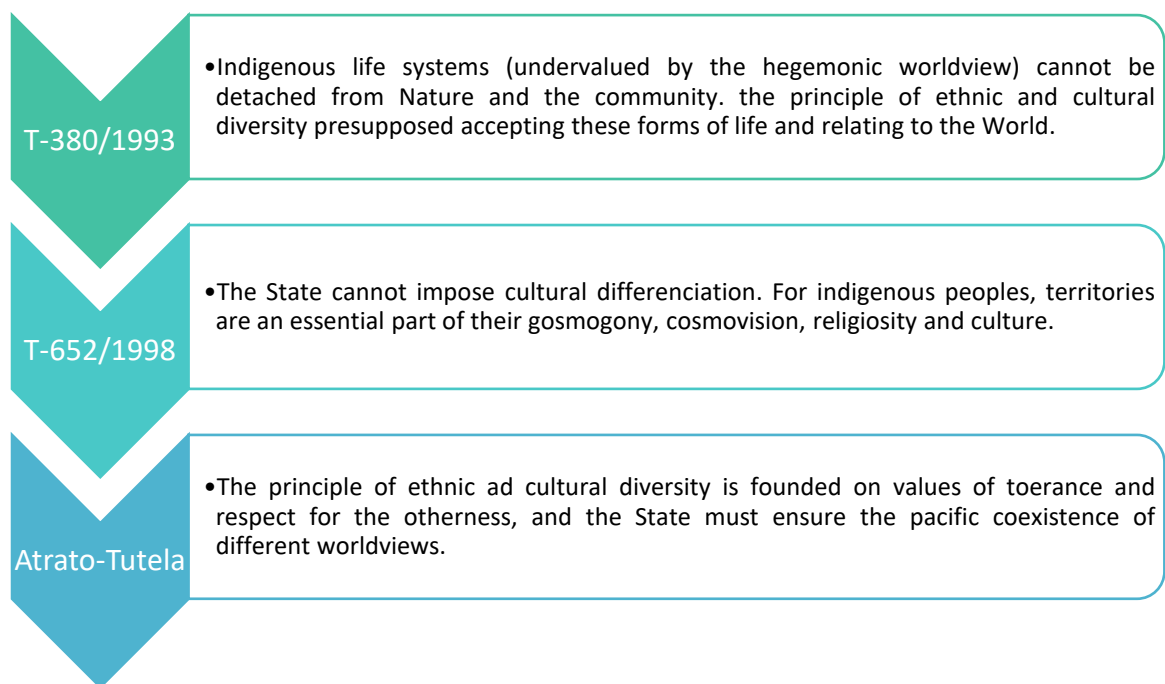 T-380/1993
•Indigenous life systems (undervalued by the hegemonic worldview) cannot be
detached from Nature and the community. the principle of ethnic and cultural
diversity presupposed accepting these forms of life and relating to the World.
T-652/1998
•The State cannot impose cultural differenciation. For indigenous peoples, territories
are an essential part of their gosmogony, cosmovision, religiosity and culture.
Atrato-Tutela
•The principle of ethnic ad cultural diversity is founded on values of toerance and
respect for the otherness, and the State must ensure the pacific coexistence of
different worldviews.